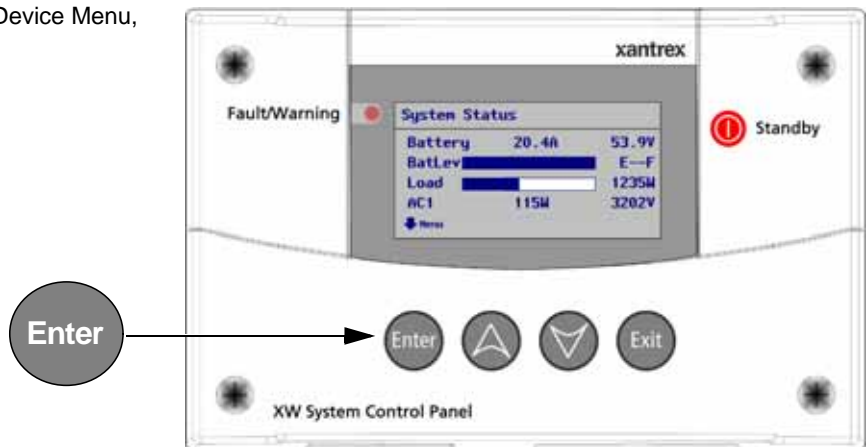 Device Menu,
xantrex
Fault/Warning
Standby
System Status
Battery 20.4A 53.9V
BatLev E--F
Load 1235W
AC1 115W 3202V
Menu
Enter
Enter Exit
XW System Control Panel